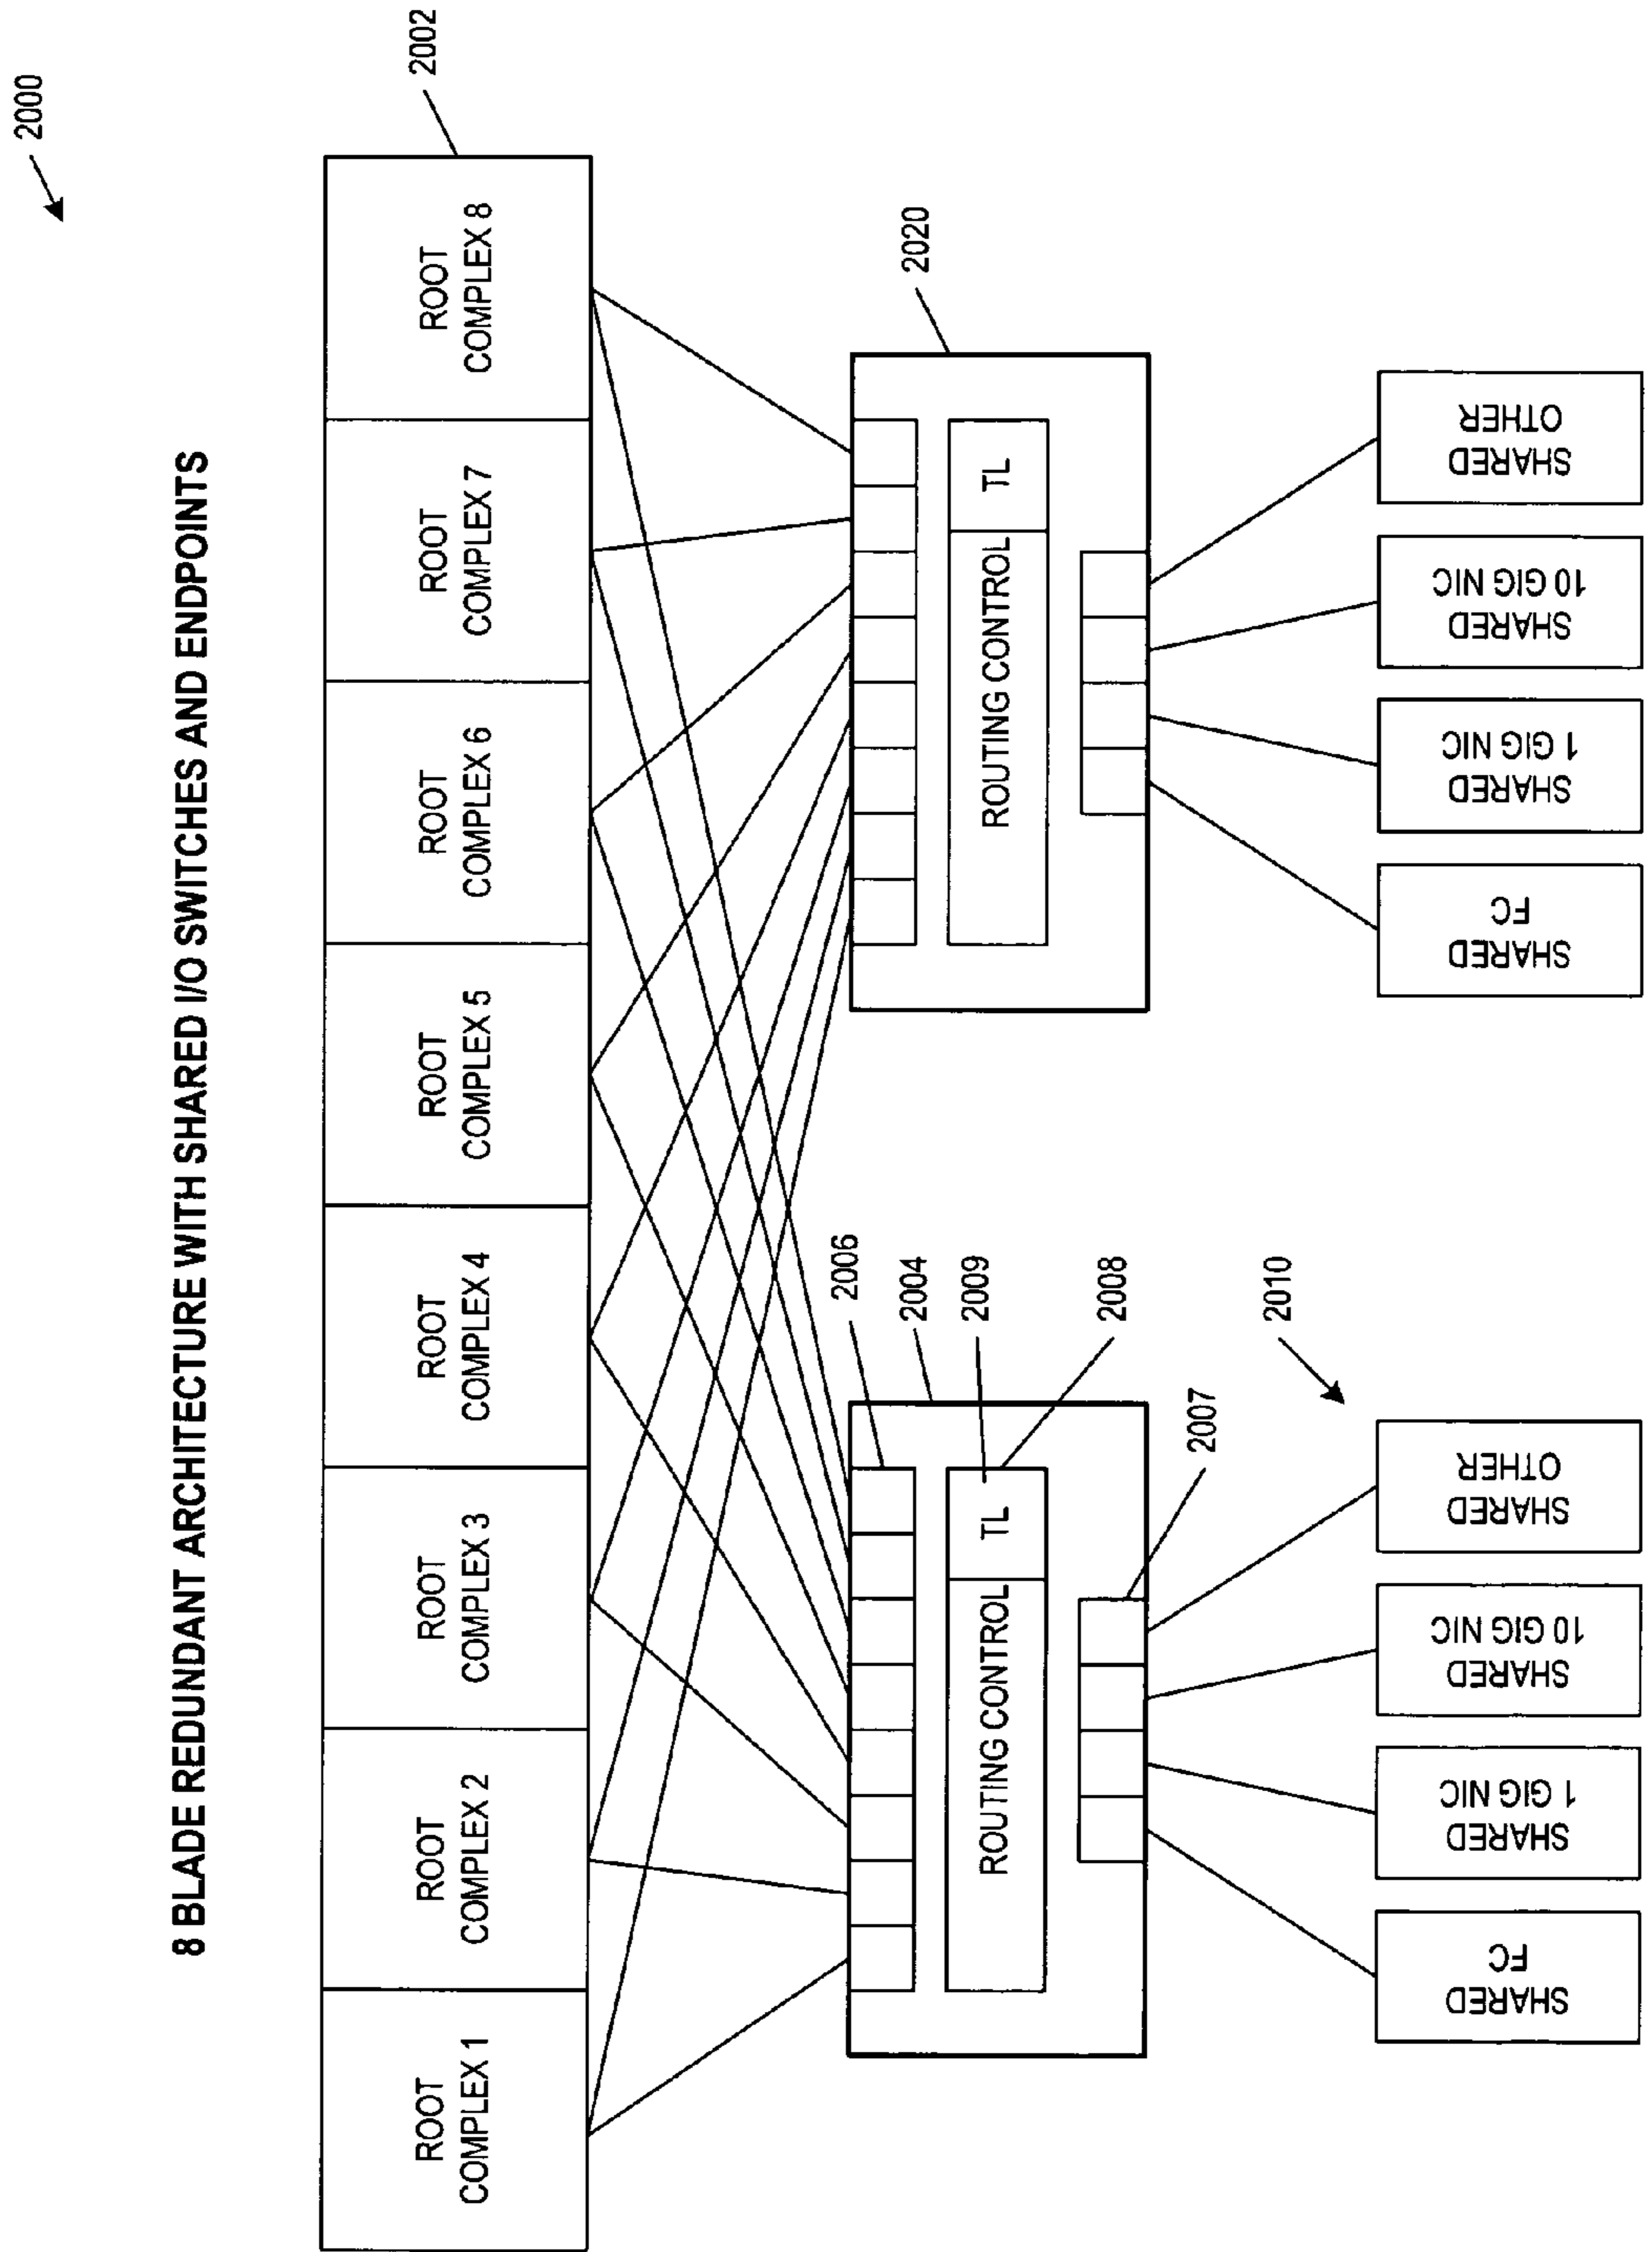 2000
8 BLADE REDUNDANT ARCHITECTURE WITH SHARED I/O SWITCHES AND ENDPOINTS
2002
ROOT
COMPLEX 1
ROOT
COMPLEX 2
ROOT
COMPLEX 3
ROOT
COMPLEX 4
ROOT
COMPLEX 5
ROOT
COMPLEX 6
ROOT
COMPLEX 7
ROOT
COMPLEX 8
2006
2004
2009
2008
2007
2010
2020
ROUTING CONTROL
TL
ROUTING CONTROL
TL
SHARED
FC
SHARED
1 GIG NIC
SHARED
10 GIG NIC
SHARED
OTHER
SHARED
FC
SHARED
1 GIG NIC
SHARED
10 GIG NIC
SHARED
OTHER